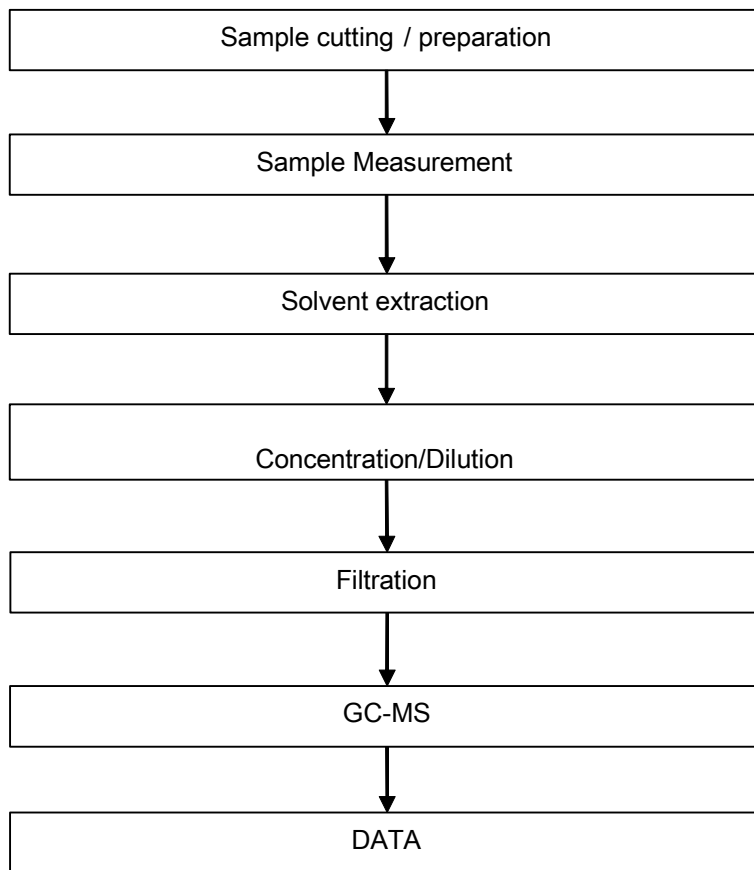 Sample cutting / preparation
Sample Measurement
Solvent extraction
Concentration/Dilution
Filtration
GC-MS
DATA